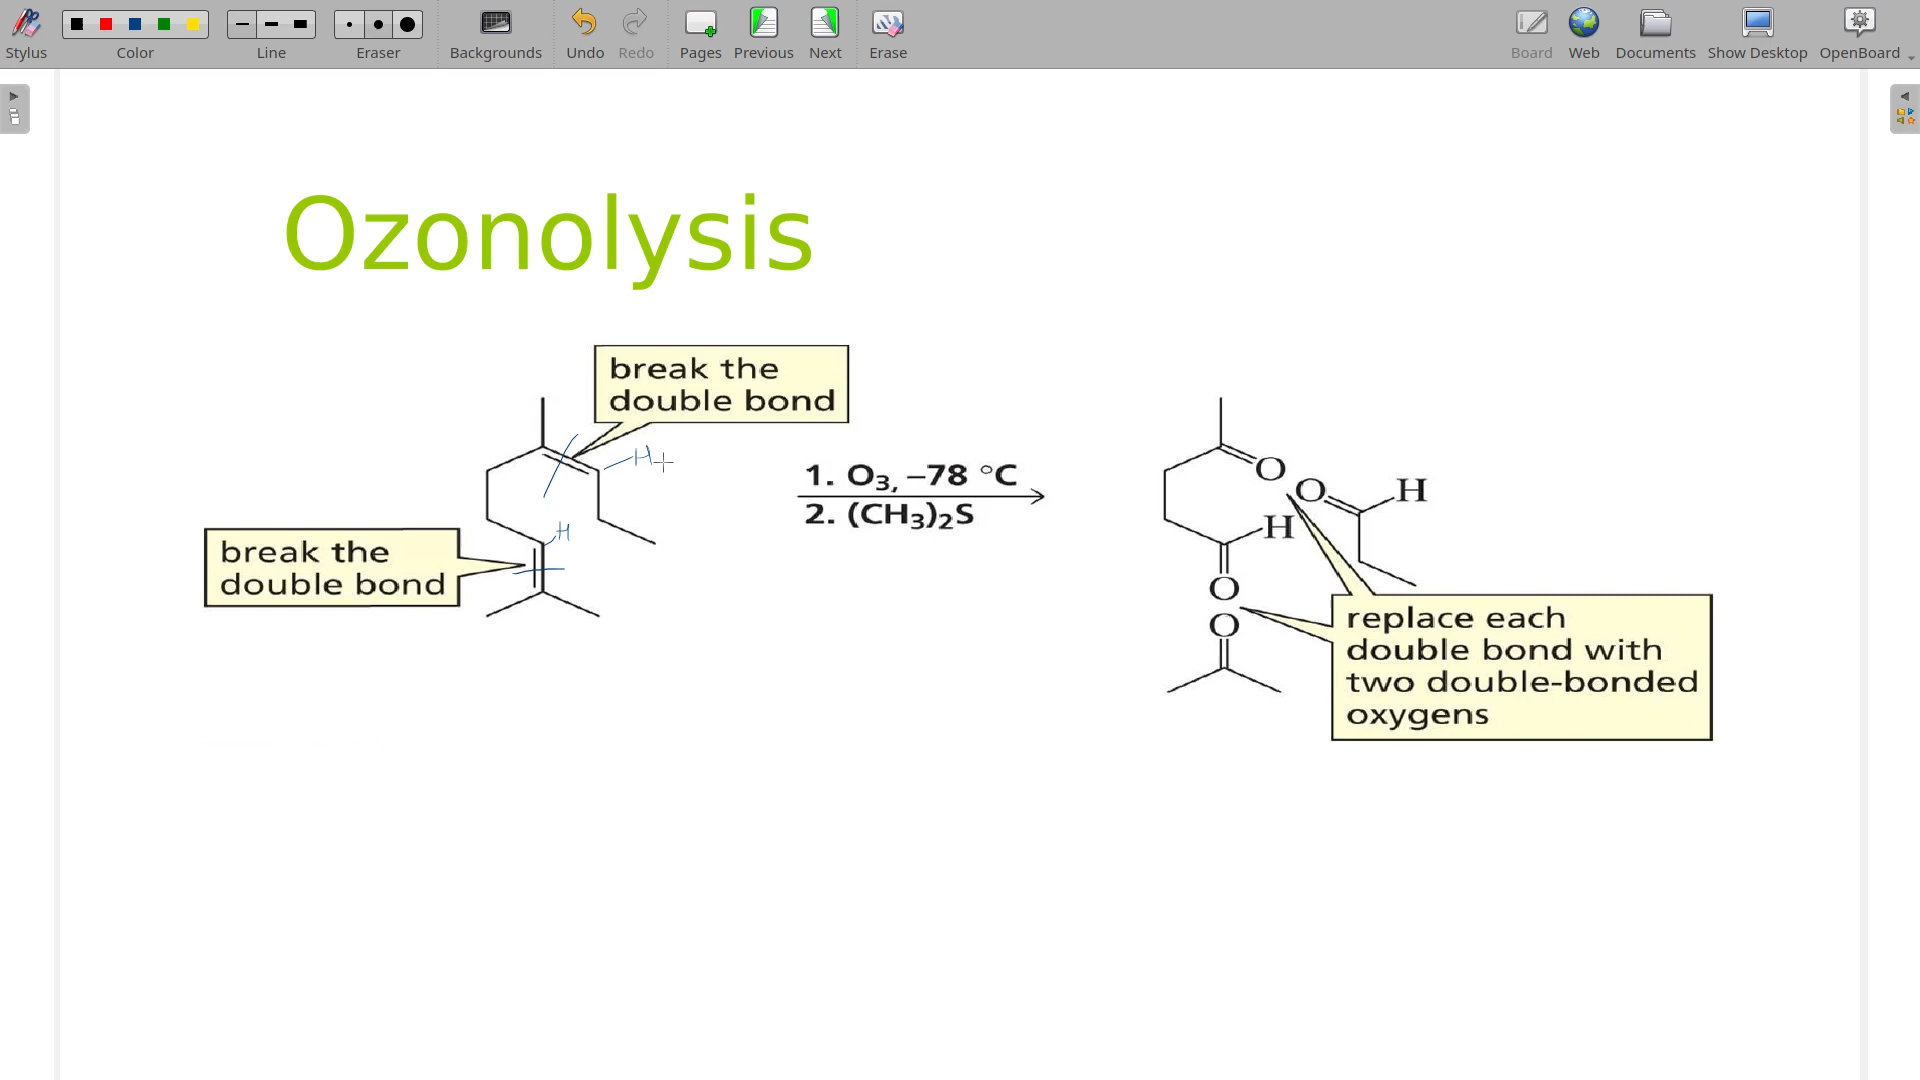 Stylus
Color
Line
Eraser
Backgrounds
Undo
Redo
Pages
Previous
Next
Erase
Board
Web
Documents
Show Desktop
OpenBoard
Ozonolysis
break the
double bond
H
H
break the
double bond
1. O₃, –78 °C
2. (CH₃)₂S
O
O
H
H
O
O
replace each
double bond with
two double-bonded
oxygens